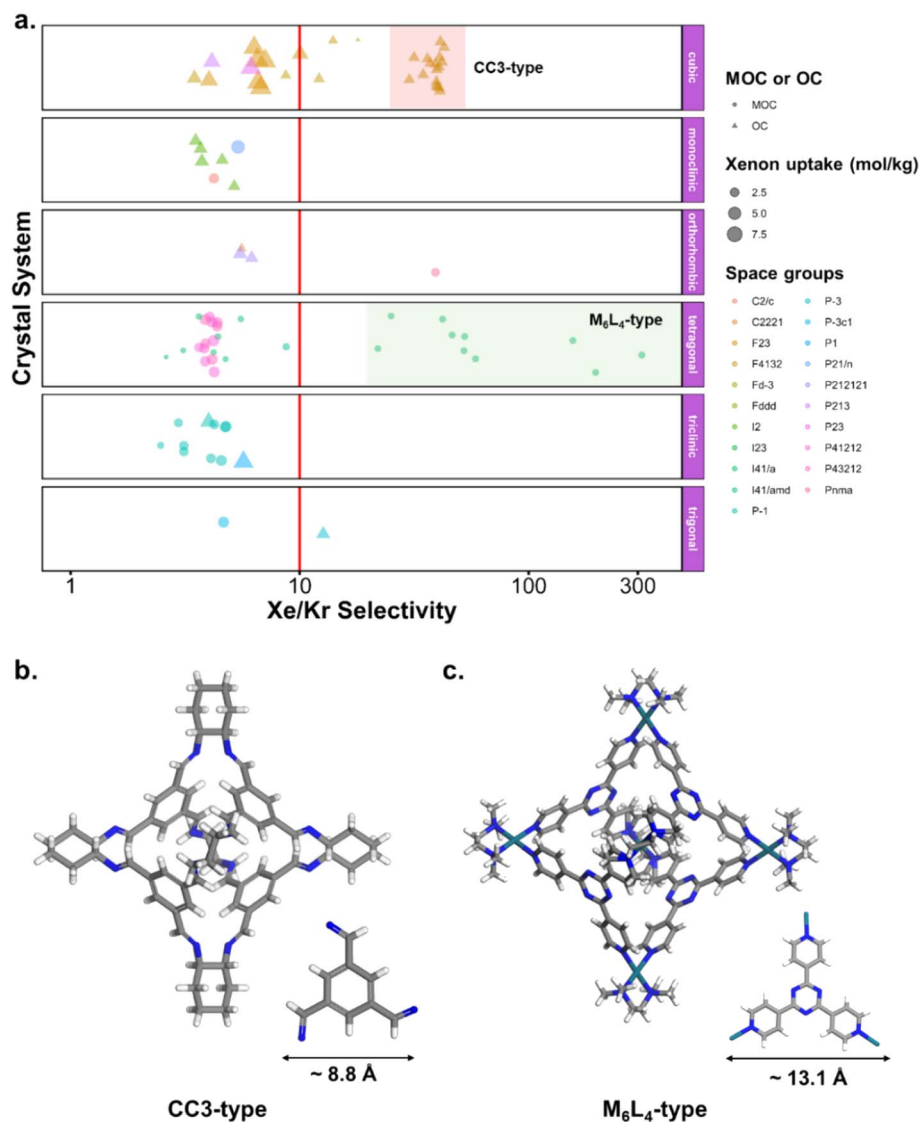 a.
Crystal System
CC3-type
cubic
monoclinic
orthorhombic
M6L4-type
tetragonal
triclinic
trigonal
1
10
100
300
Xe/Kr Selectivity
MOC or OC
MOC
OC
Xenon uptake (mol/kg)
2.5
5.0
7.5
Space groups
C2/c
C2221
F23
F4132
Fd-3
Fddd
I2
I23
I41/a
I41/amd
P-1
P-3
P-3c1
P1
P21/n
P212121
P213
P23
P41212
P43212
Pnma
b.
~ 8.8 Å
CC3-type
c.
~ 13.1 Å
M₆L₄-type